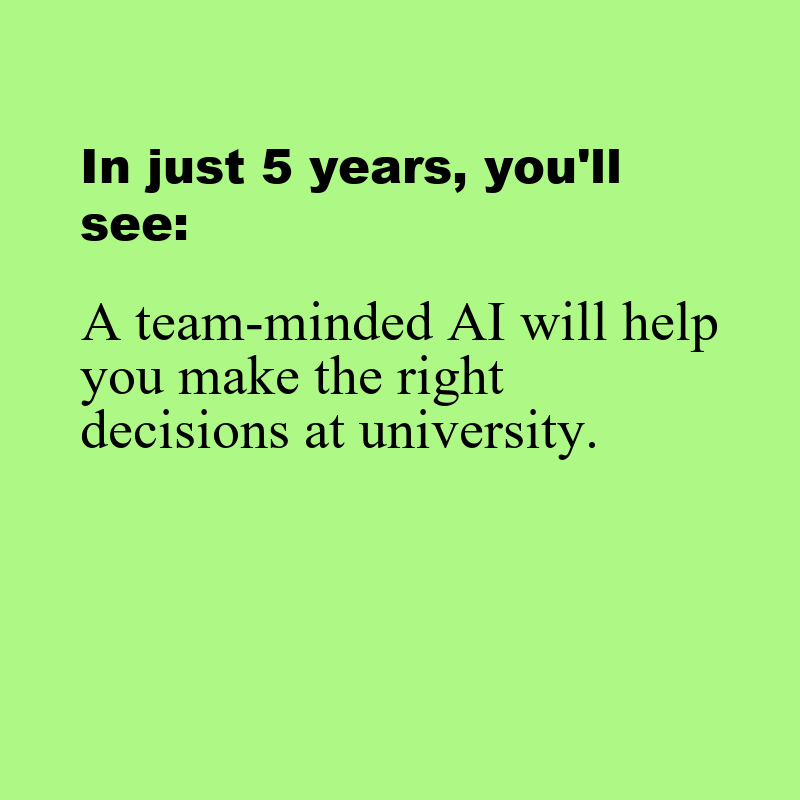 In just 5 years, you'll
see:
A team-minded AI will help
you make the right
decisions at university.